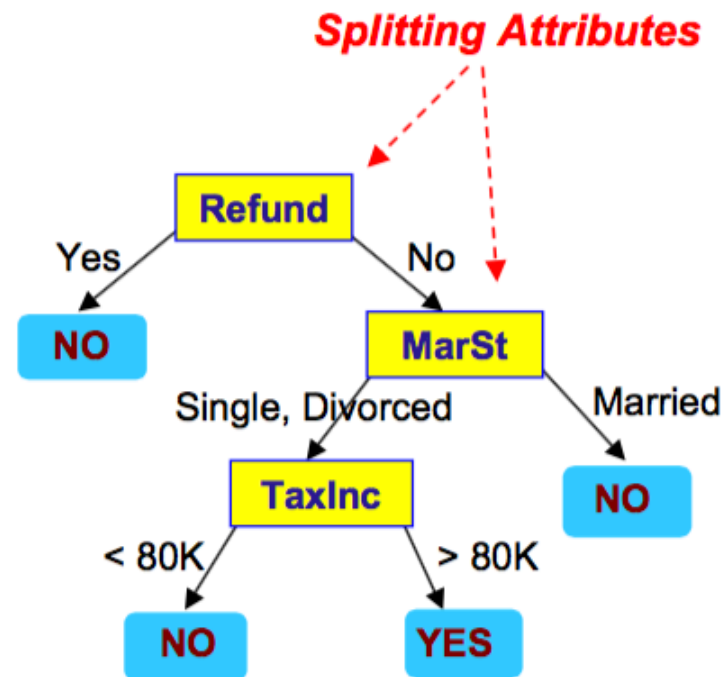 Splitting Attributes
Refund
Yes
No
NO
MarSt
Single, Divorced
Married
TaxInc
NO
< 80K
> 80K
NO
YES